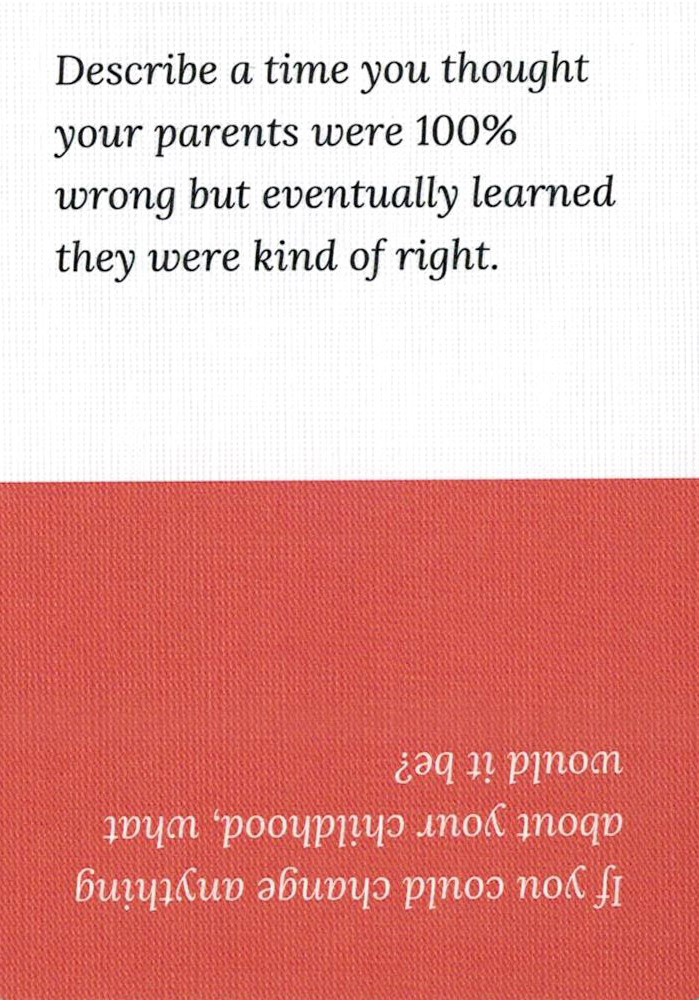 Describe a time you thought
your parents were 100%
wrong but eventually learned
they were kind of right.
If you could change anything
about your childhood, what
would it be?